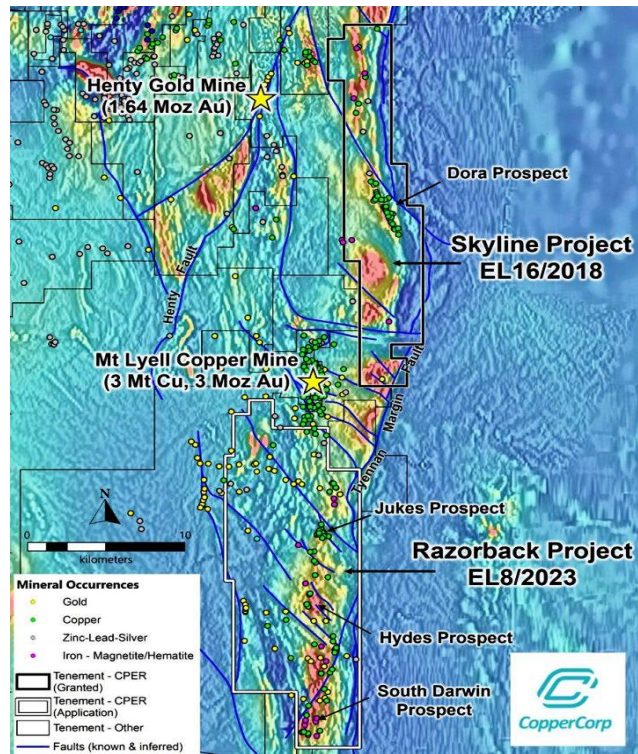 Henty Gold Mine
(1.64 Moz Au)
Dora Prospect
Skyline Project
EL16/2018
Henty Fault
Mt Lyell Copper Mine
(3 Mt Cu, 3 Moz Au)
Tyennan Margin Fault
Jukes Prospect
N
0
10
kilometers
Razorback Project
EL8/2023
Hydes Prospect
South Darwin
Prospect
Mineral Occurrences
Gold
Copper
Zinc-Lead-Silver
Iron - Magnetite/Hematite
Tenement - CPER
(Granted)
Tenement - CPER
(Application)
Tenement - Other
Faults (known & inferred)
CopperCorp